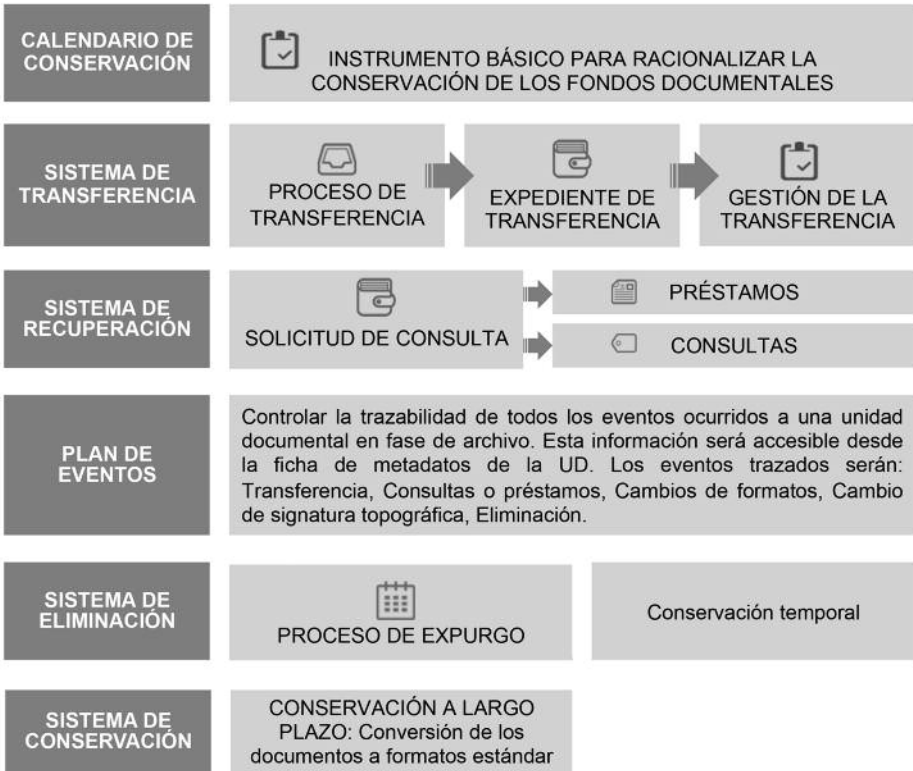 CALENDARIO DE
CONSERVACIÓN
INSTRUMENTO BÁSICO PARA RACIONALIZAR LA
CONSERVACIÓN DE LOS FONDOS DOCUMENTALES
SISTEMA DE
TRANSFERENCIA
PROCESO DE
TRANSFERENCIA
EXPEDIENTE DE
TRANSFERENCIA
GESTIÓN DE LA
TRANSFERENCIA
SISTEMA DE
RECUPERACIÓN
SOLICITUD DE CONSULTA
PRÉSTAMOS
CONSULTAS
PLAN DE
EVENTOS
Controlar la trazabilidad de todos los eventos ocurridos a una unidad
documental en fase de archivo. Esta información será accesible desde
la ficha de metadatos de la UD. Los eventos trazados serán:
Transferencia, Consultas o préstamos, Cambios de formatos, Cambio
de signatura topográfica, Eliminación.
SISTEMA DE
ELIMINACIÓN
PROCESO DE EXPURGO
Conservación temporal
SISTEMA DE
CONSERVACIÓN
CONSERVACIÓN A LARGO
PLAZO: Conversión de los
documentos a formatos estándar